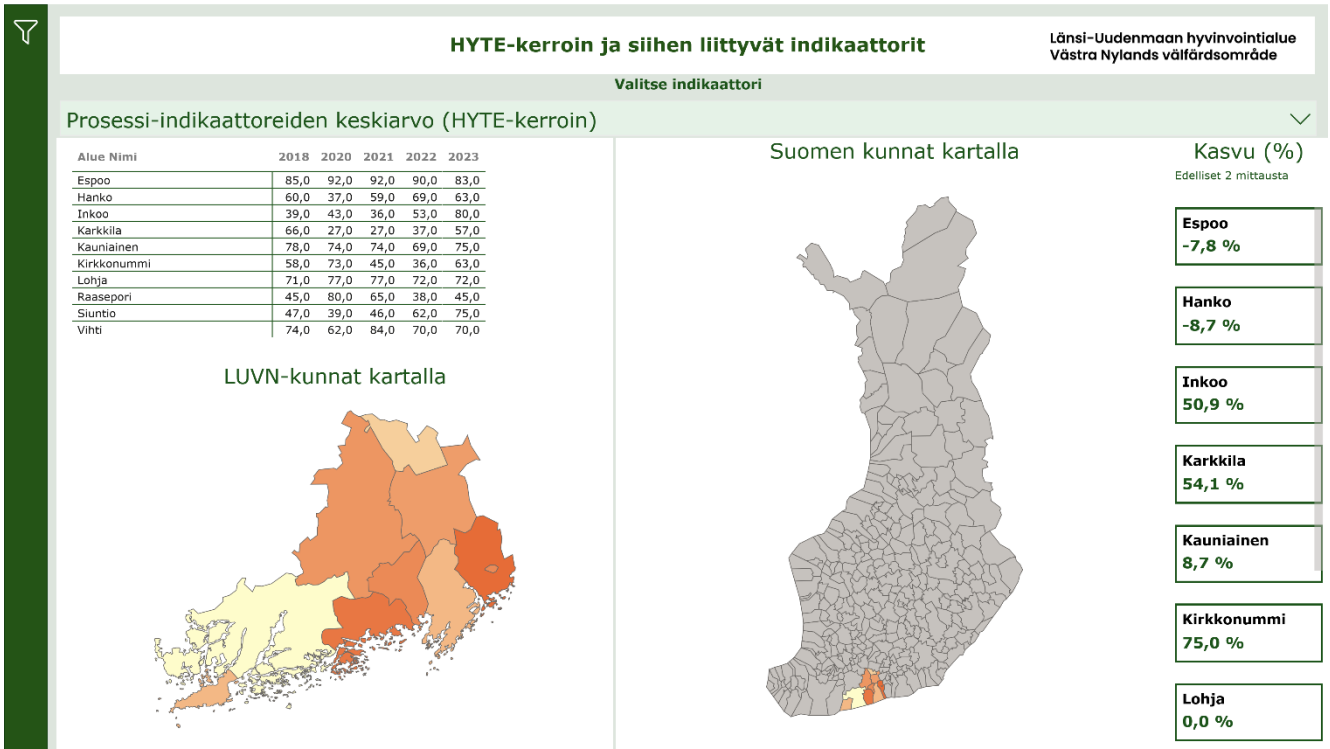 HYTE-kerroin ja siihen liittyvät indikaattorit
Länsi-Uudenmaan hyvinvointialue
Västra Nylands välfärdsområde
Valitse indikaattori
Prosessi-indikaattoreiden keskiarvo (HYTE-kerroin)
Alue Nimi 2018 2020 2021 2022 2023
Espoo 85,0 92,0 92,0 90,0 83,0
Hanko 60,0 37,0 59,0 69,0 63,0
Inkoo 39,0 43,0 36,0 53,0 80,0
Karkkila 66,0 27,0 27,0 37,0 57,0
Kauniainen 78,0 74,0 74,0 69,0 75,0
Kirkkonummi 58,0 73,0 45,0 36,0 63,0
Lohja 71,0 77,0 77,0 72,0 72,0
Raasepori 45,0 80,0 65,0 38,0 45,0
Siuntio 47,0 39,0 46,0 62,0 75,0
Vihti 74,0 62,0 84,0 70,0 70,0
LUVN-kunnat kartalla
Suomen kunnat kartalla
Kasvu (%)
Edelliset 2 mittausta
Espoo
-7,8 %
Hanko
-8,7 %
Inkoo
50,9 %
Karkkila
54,1 %
Kauniainen
8,7 %
Kirkkonummi
75,0 %
Lohja
0,0 %